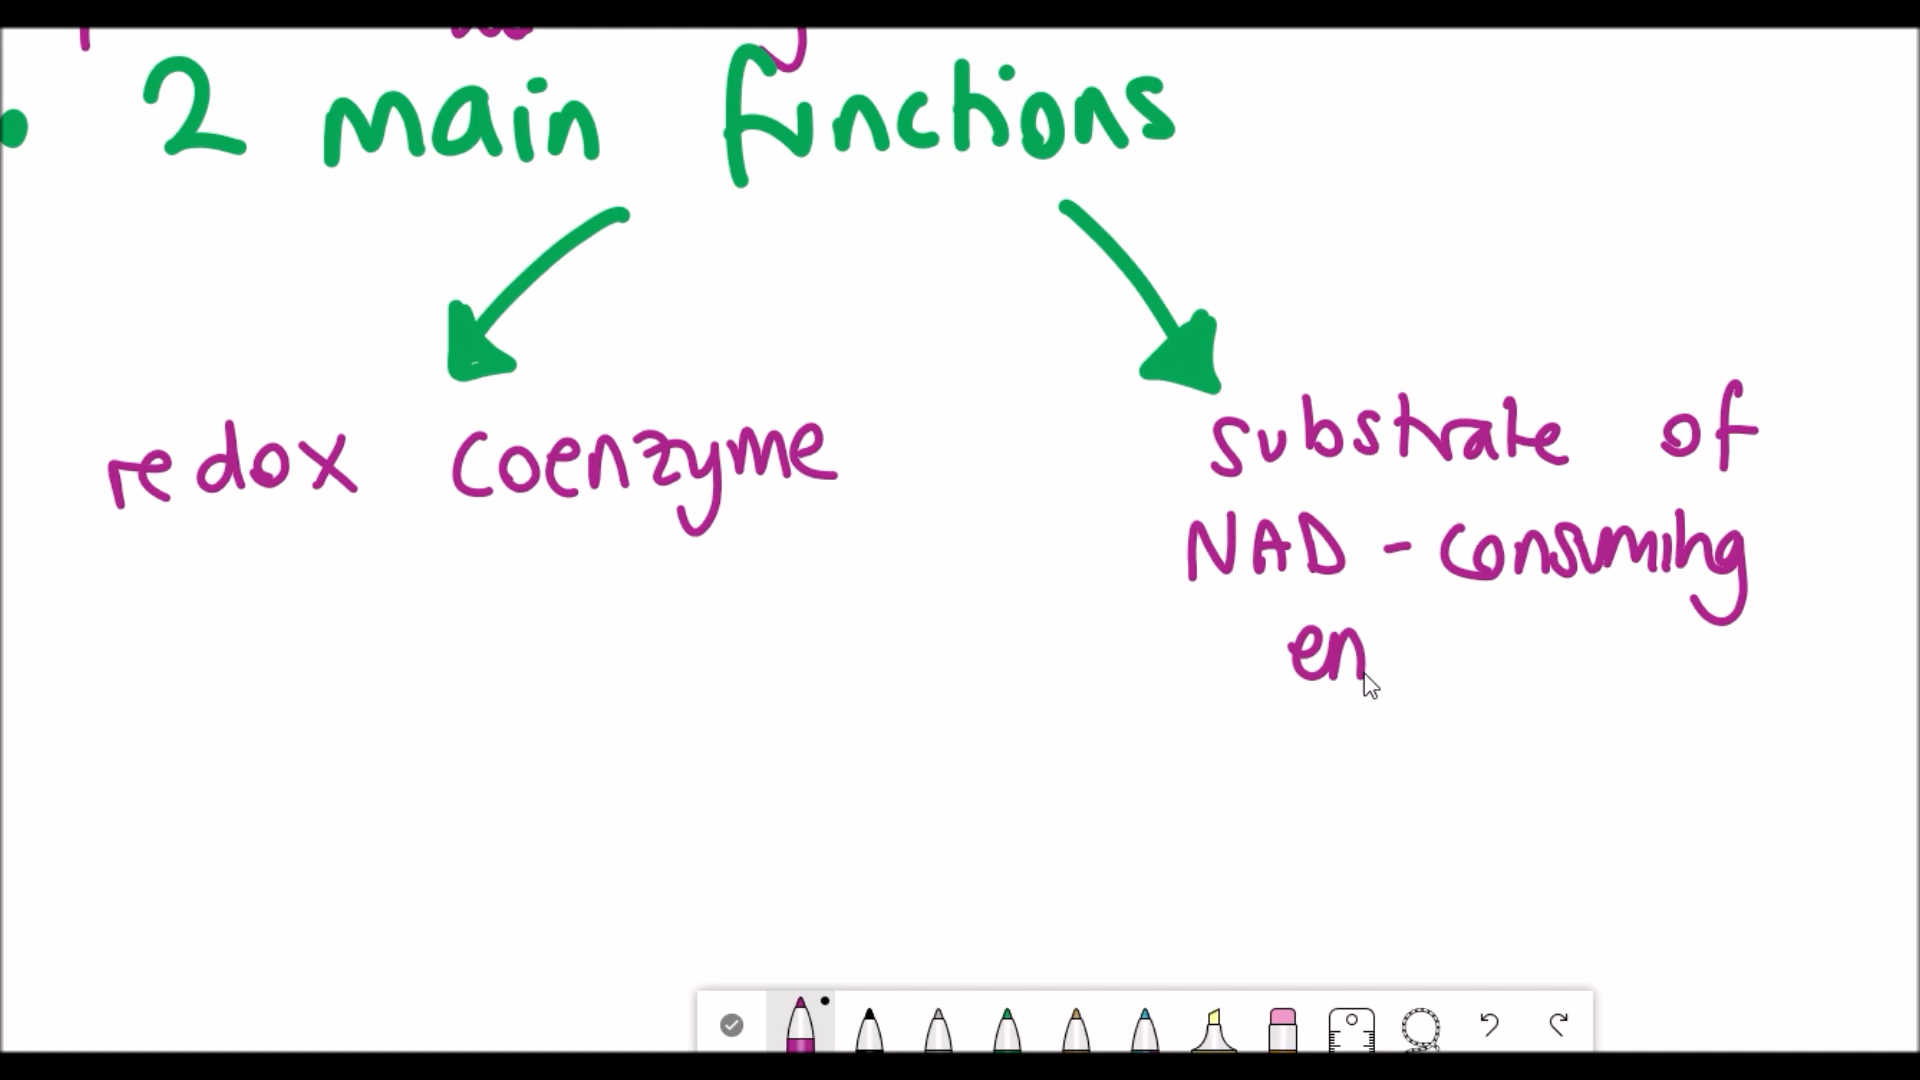 • 2 main functions
redox coenzyme
substrate of
NAD - consuming
en